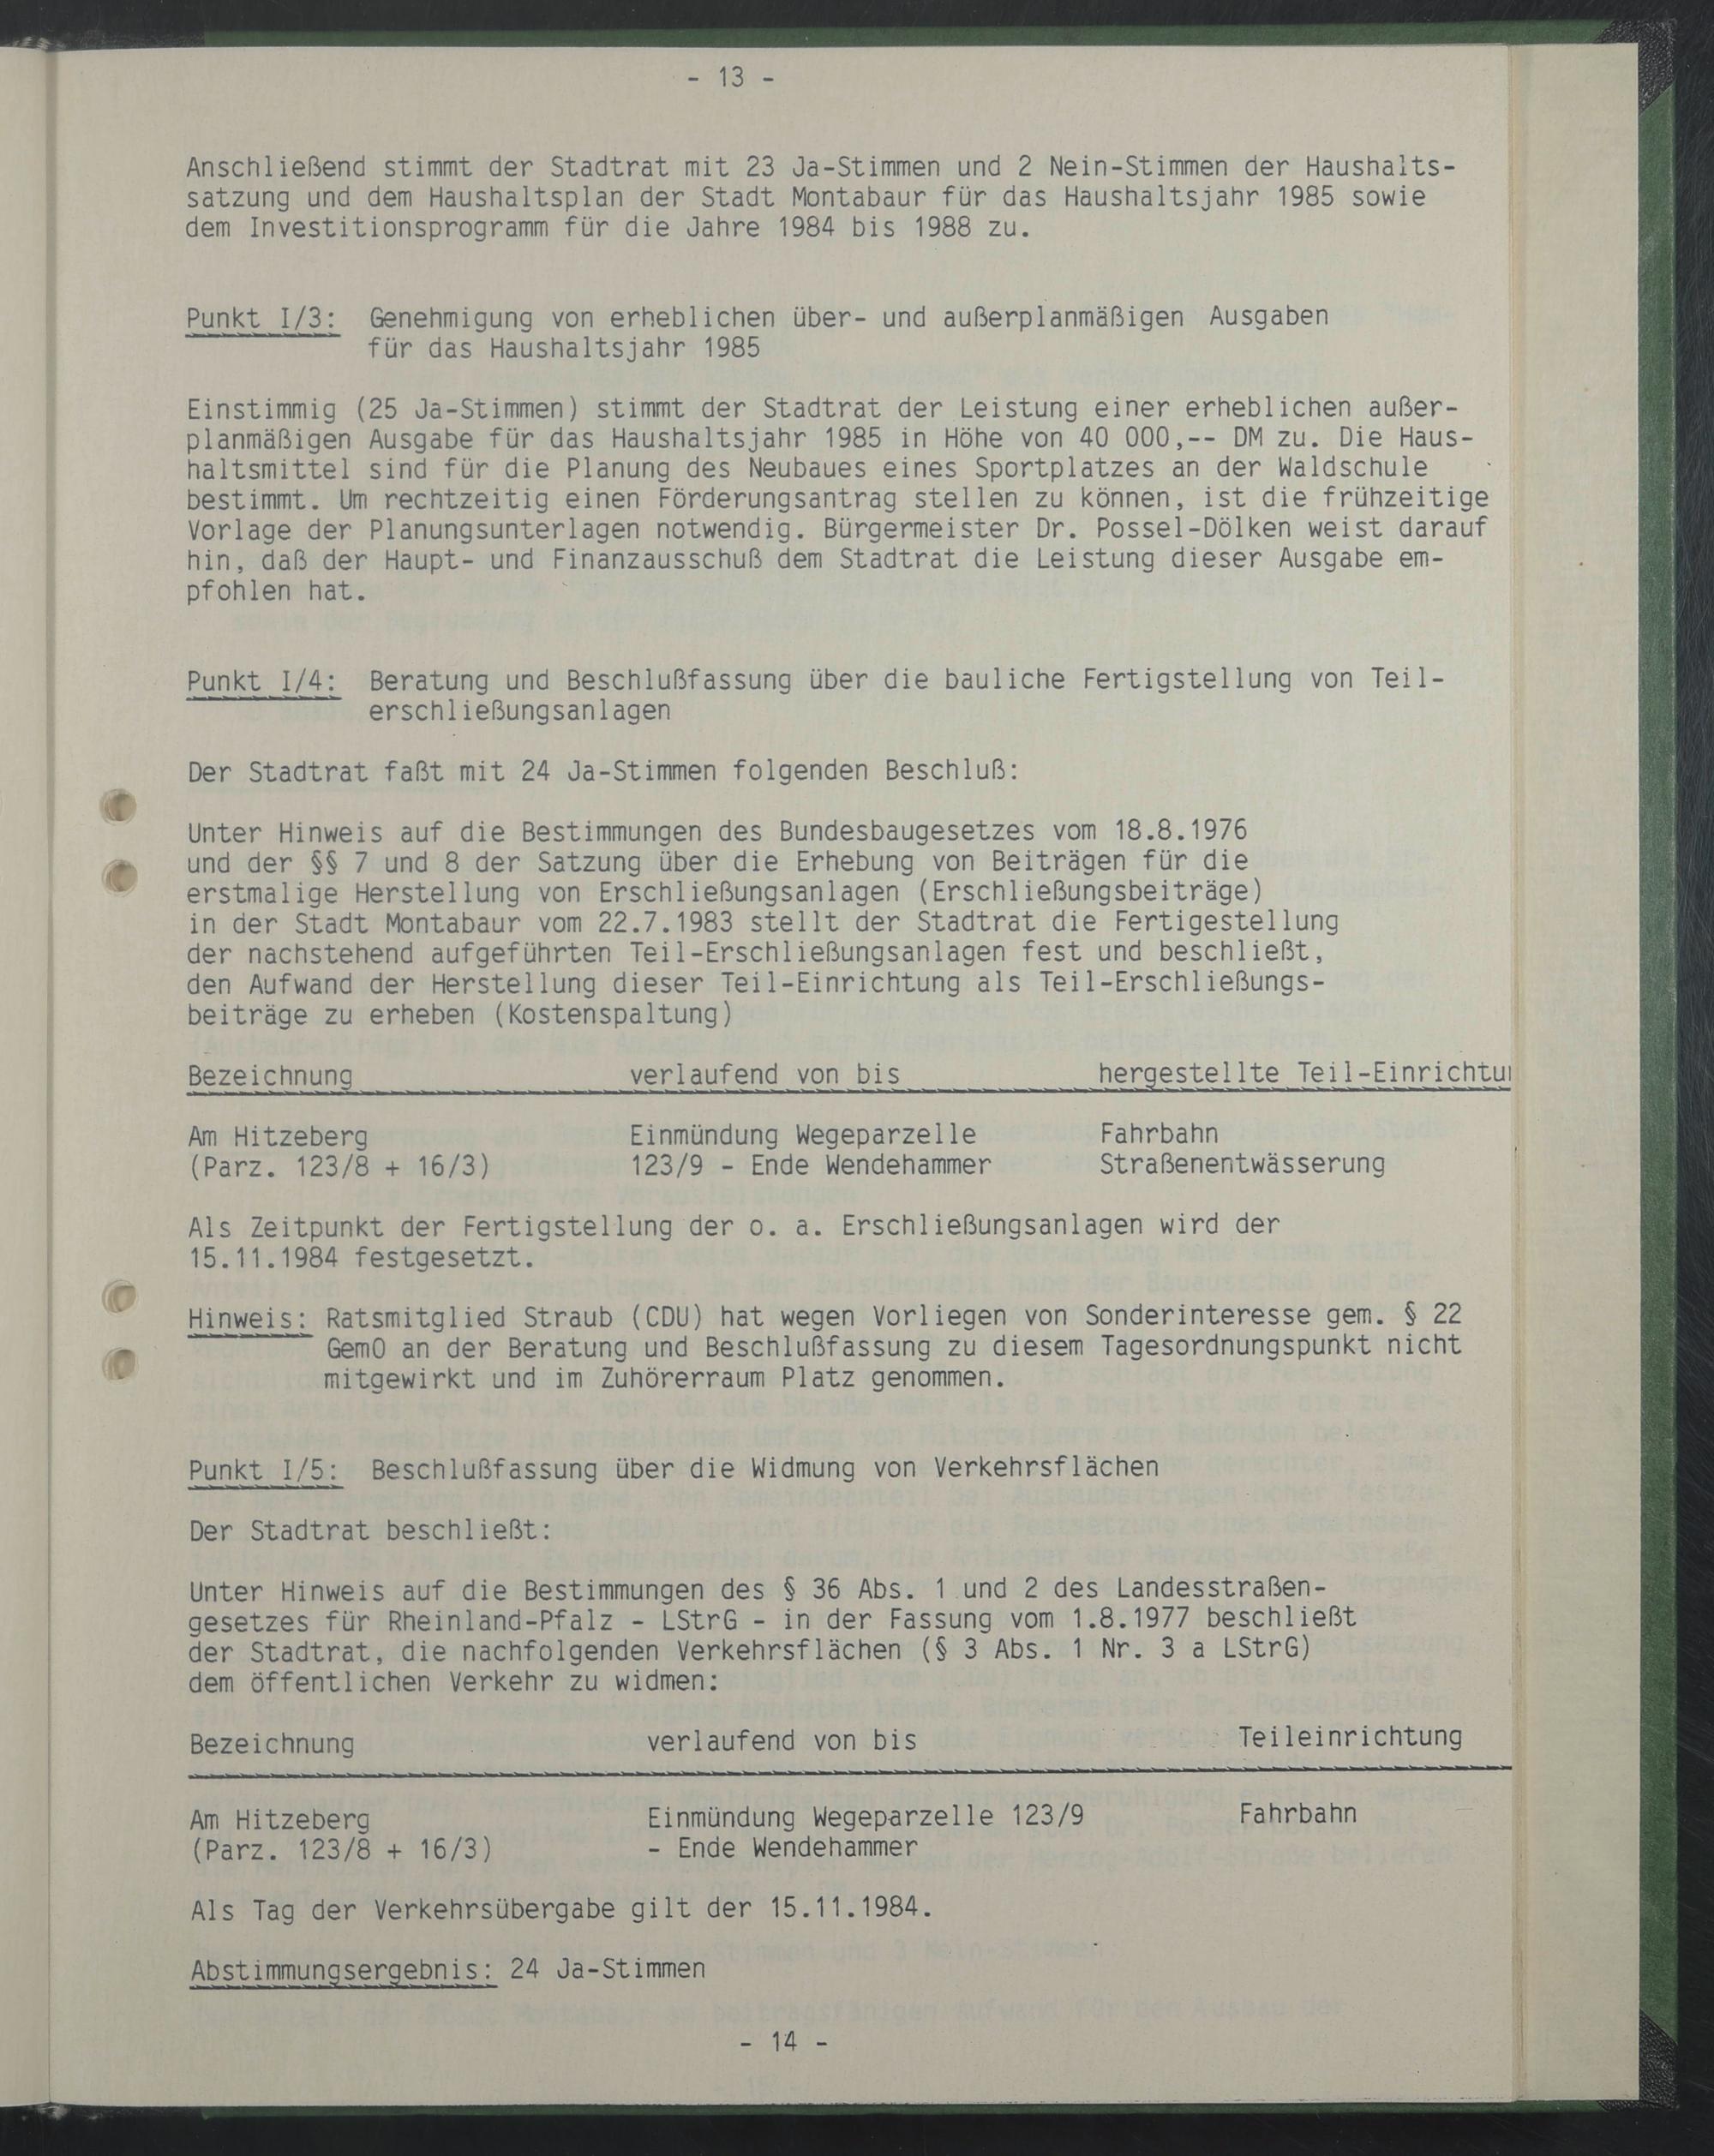 - 13 -
Anschließend stimmt der Stadtrat mit 23 Ja-Stimmen und 2 Nein-Stimmen der Haushalts-
satzung und dem Haushaltsplan der Stadt Montabaur für das Haushaltsjahr 1985 sowie
dem Investitionsprogramm für die Jahre 1984 bis 1988 zu.
Punkt I/3: Genehmigung von erheblichen über- und außerplanmäßigen Ausgaben
für das Haushaltsjahr 1985
Einstimmig (25 Ja-Stimmen) stimmt der Stadtrat der Leistung einer erheblichen außer-
planmäßigen Ausgabe für das Haushaltsjahr 1985 in Höhe von 40 000,-- DM zu. Die Haus-
haltsmittel sind für die Planung des Neubaues eines Sportplatzes an der Waldschule
bestimmt. Um rechtzeitig einen Förderungsantrag stellen zu können, ist die frühzeitige
Vorlage der Planungsunterlagen notwendig. Bürgermeister Dr. Possel-Dölken weist darauf
hin, daß der Haupt- und Finanzausschuß dem Stadtrat die Leistung dieser Ausgabe em-
pfohlen hat.
Punkt I/4: Beratung und Beschlußfassung über die bauliche Fertigstellung von Teil-
erschließungsanlagen
Der Stadtrat faßt mit 24 Ja-Stimmen folgenden Beschluß:
Unter Hinweis auf die Bestimmungen des Bundesbaugesetzes vom 18.8.1976
und der §§ 7 und 8 der Satzung über die Erhebung von Beiträgen für die
erstmalige Herstellung von Erschließungsanlagen (Erschließungsbeiträge)
in der Stadt Montabaur vom 22.7.1983 stellt der Stadtrat die Fertigestellung
der nachstehend aufgeführten Teil-Erschließungsanlagen fest und beschließt,
den Aufwand der Herstellung dieser Teil-Einrichtung als Teil-Erschließungs-
beiträge zu erheben (Kostenspaltung)
Bezeichnung verlaufend von bis hergestellte Teil-Einrichtu
Am Hitzeberg Einmündung Wegeparzelle Fahrbahn
(Parz. 123/8 + 16/3) 123/9 - Ende Wendehammer Straßenentwässerung
Als Zeitpunkt der Fertigstellung der o. a. Erschließungsanlagen wird der
15.11.1984 festgesetzt.
Hinweis: Ratsmitglied Straub (CDU) hat wegen Vorliegen von Sonderinteresse gem. § 22
GemO an der Beratung und Beschlußfassung zu diesem Tagesordnungspunkt nicht
mitgewirkt und im Zuhörerraum Platz genommen.
Punkt I/5: Beschlußfassung über die Widmung von Verkehrsflächen
Der Stadtrat beschließt:
Unter Hinweis auf die Bestimmungen des § 36 Abs. 1 und 2 des Landesstraßen-
gesetzes für Rheinland-Pfalz - LStrG - in der Fassung vom 1.8.1977 beschließt
der Stadtrat, die nachfolgenden Verkehrsflächen (§ 3 Abs. 1 Nr. 3 a LStrG)
dem öffentlichen Verkehr zu widmen:
Bezeichnung verlaufend von bis Teileinrichtung
Am Hitzeberg Einmündung Wegeparzelle 123/9 Fahrbahn
(Parz. 123/8 + 16/3) - Ende Wendehammer
Als Tag der Verkehrsübergabe gilt der 15.11.1984.
Abstimmungsergebnis: 24 Ja-Stimmen
- 14 -